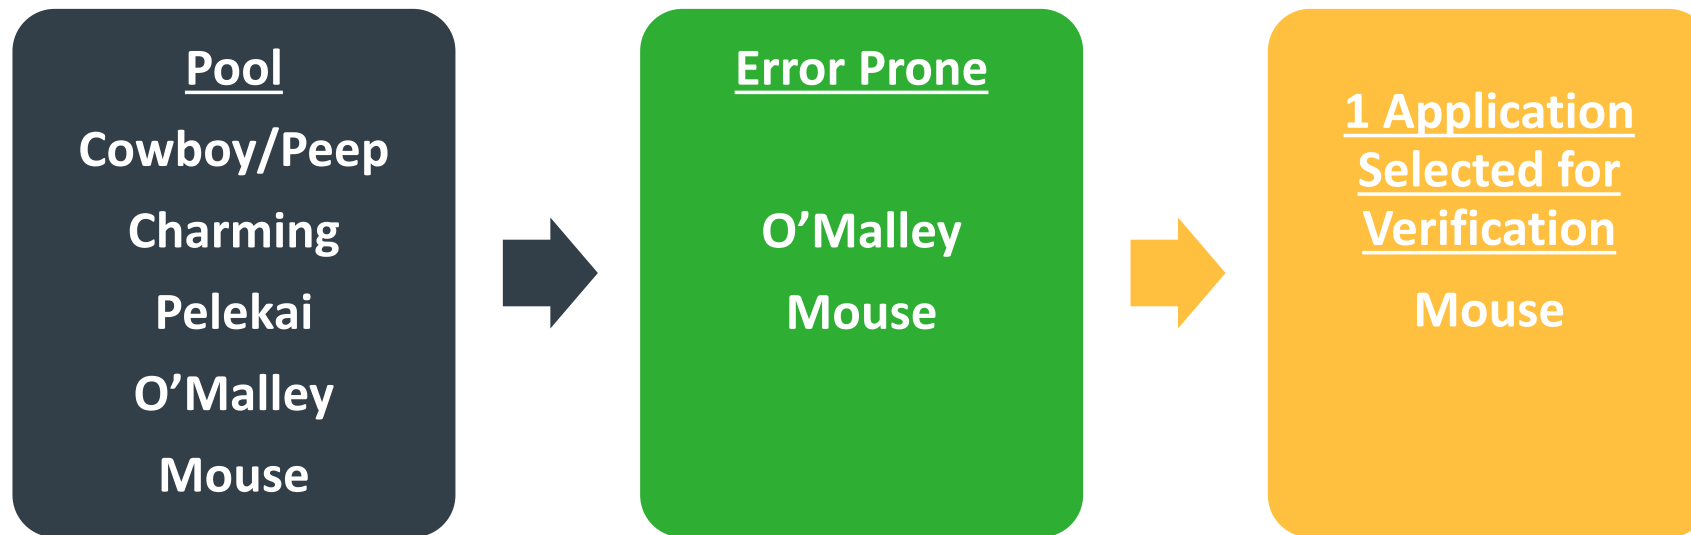 Pool
Cowboy/Peep
Charming
Pelekai
O’Malley
Mouse
Error Prone
O’Malley
Mouse
1 Application
Selected for
Verification
Mouse